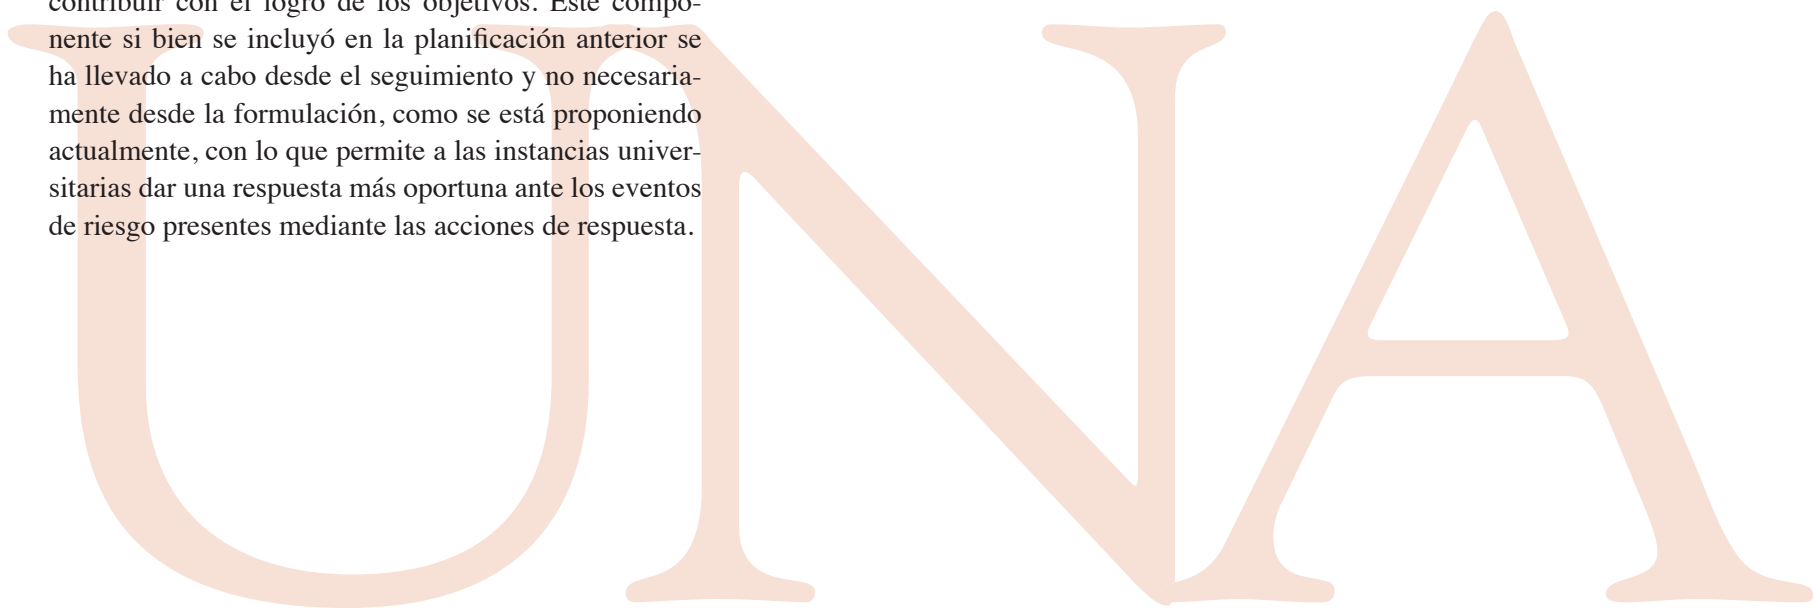 contribuir con el logro de los objetivos. Este compo-
nente si bien se incluyó en la planificación anterior se
ha llevado a cabo desde el seguimiento y no necesaria-
mente desde la formulación, como se está proponiendo
actualmente, con lo que permite a las instancias univer-
sitarias dar una respuesta más oportuna ante los eventos
de riesgo presentes mediante las acciones de respuesta.
UNA